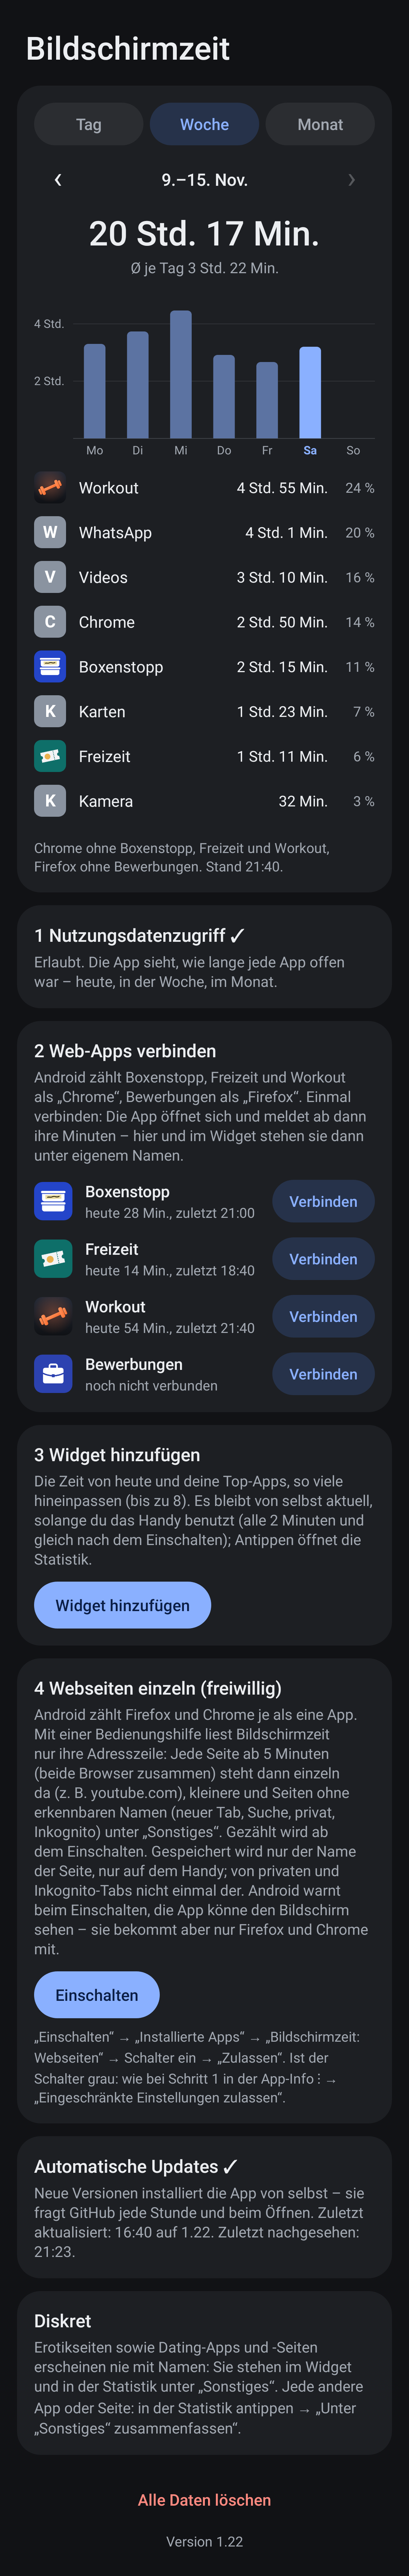 Bildschirmzeit
Tag Woche Monat
‹ 9.–15. Nov. ›
20 Std. 17 Min.
Ø je Tag 3 Std. 22 Min.
4 Std.
2 Std.
Mo Di Mi Do Fr Sa So
Workout 4 Std. 55 Min. 24 %
W WhatsApp 4 Std. 1 Min. 20 %
V Videos 3 Std. 10 Min. 16 %
C Chrome 2 Std. 50 Min. 14 %
Boxenstopp 2 Std. 15 Min. 11 %
K Karten 1 Std. 23 Min. 7 %
Freizeit 1 Std. 11 Min. 6 %
K Kamera 32 Min. 3 %
Chrome ohne Boxenstopp, Freizeit und Workout,
Firefox ohne Bewerbungen. Stand 21:40.
1 Nutzungsdatenzugriff ✓
Erlaubt. Die App sieht, wie lange jede App offen
war – heute, in der Woche, im Monat.
2 Web-Apps verbinden
Android zählt Boxenstopp, Freizeit und Workout
als „Chrome“, Bewerbungen als „Firefox“. Einmal
verbinden: Die App öffnet sich und meldet ab dann
ihre Minuten – hier und im Widget stehen sie dann
unter eigenem Namen.
Boxenstopp
heute 28 Min., zuletzt 21:00
Verbinden
Freizeit
heute 14 Min., zuletzt 18:40
Verbinden
Workout
heute 54 Min., zuletzt 21:40
Verbinden
Bewerbungen
noch nicht verbunden
Verbinden
3 Widget hinzufügen
Die Zeit von heute und deine Top-Apps, so viele
hineinpassen (bis zu 8). Es bleibt von selbst aktuell,
solange du das Handy benutzt (alle 2 Minuten und
gleich nach dem Einschalten); Antippen öffnet die
Statistik.
Widget hinzufügen
4 Webseiten einzeln (freiwillig)
Android zählt Firefox und Chrome je als eine App.
Mit einer Bedienungshilfe liest Bildschirmzeit
nur ihre Adresszeile: Jede Seite ab 5 Minuten
(beide Browser zusammen) steht dann einzeln
da (z. B. youtube.com), kleinere und Seiten ohne
erkennbaren Namen (neuer Tab, Suche, privat,
Inkognito) unter „Sonstiges“. Gezählt wird ab
dem Einschalten. Gespeichert wird nur der Name
der Seite, nur auf dem Handy; von privaten und
Inkognito-Tabs nicht einmal der. Android warnt
beim Einschalten, die App könne den Bildschirm
sehen – sie bekommt aber nur Firefox und Chrome
mit.
Einschalten
„Einschalten“ → „Installierte Apps“ → „Bildschirmzeit:
Webseiten“ → Schalter ein → „Zulassen“. Ist der
Schalter grau: wie bei Schritt 1 in der App-Info ⋮ →
„Eingeschränkte Einstellungen zulassen“.
Automatische Updates ✓
Neue Versionen installiert die App von selbst – sie
fragt GitHub jede Stunde und beim Öffnen. Zuletzt
aktualisiert: 16:40 auf 1.22. Zuletzt nachgesehen:
21:23.
Diskret
Erotikseiten sowie Dating-Apps und -Seiten
erscheinen nie mit Namen: Sie stehen im Widget
und in der Statistik unter „Sonstiges“. Jede andere
App oder Seite: in der Statistik antippen → „Unter
„Sonstiges“ zusammenfassen“.
Alle Daten löschen
Version 1.22